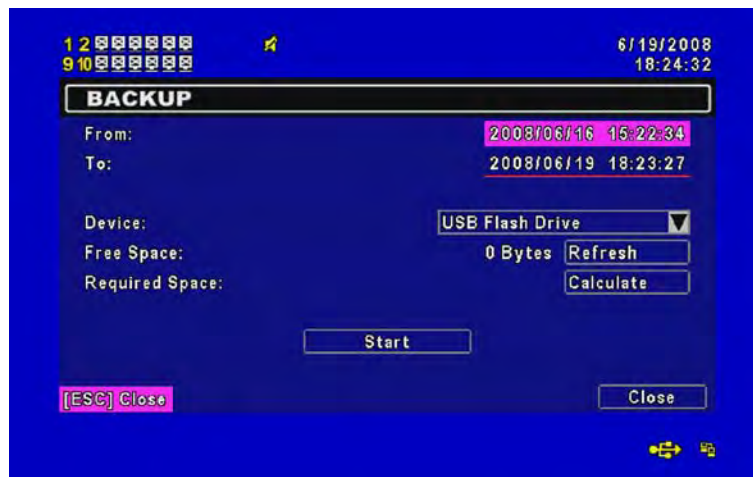 1 2
6/19/2008
9 10
18:24:32
BACKUP
From: 2008/06/16 15:22:34
To: 2008/06/19 18:23:27
Device: USB Flash Drive
Free Space: 0 Bytes Refresh
Required Space: Calculate
Start
[ESC] Close
Close